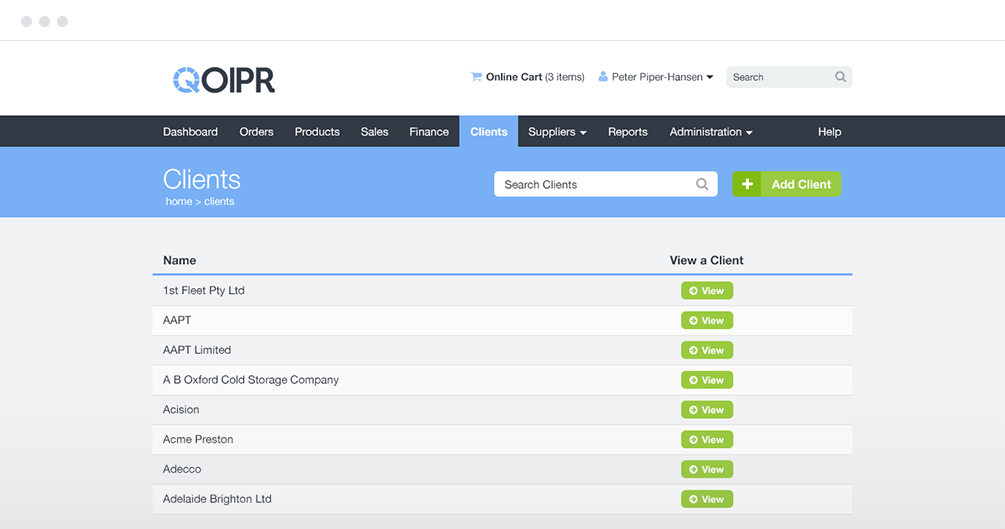 QOIPR
Online Cart (3 items) Peter Piper-Hansen Search
Dashboard Orders Products Sales Finance Clients Suppliers Reports Administration Help
Clients
Search Clients
Add Client
home > clients
Name View a Client
1st Fleet Pty Ltd View
AAPT View
AAPT Limited View
A B Oxford Cold Storage Company View
Acision View
Acme Preston View
Adecco View
Adelaide Brighton Ltd View